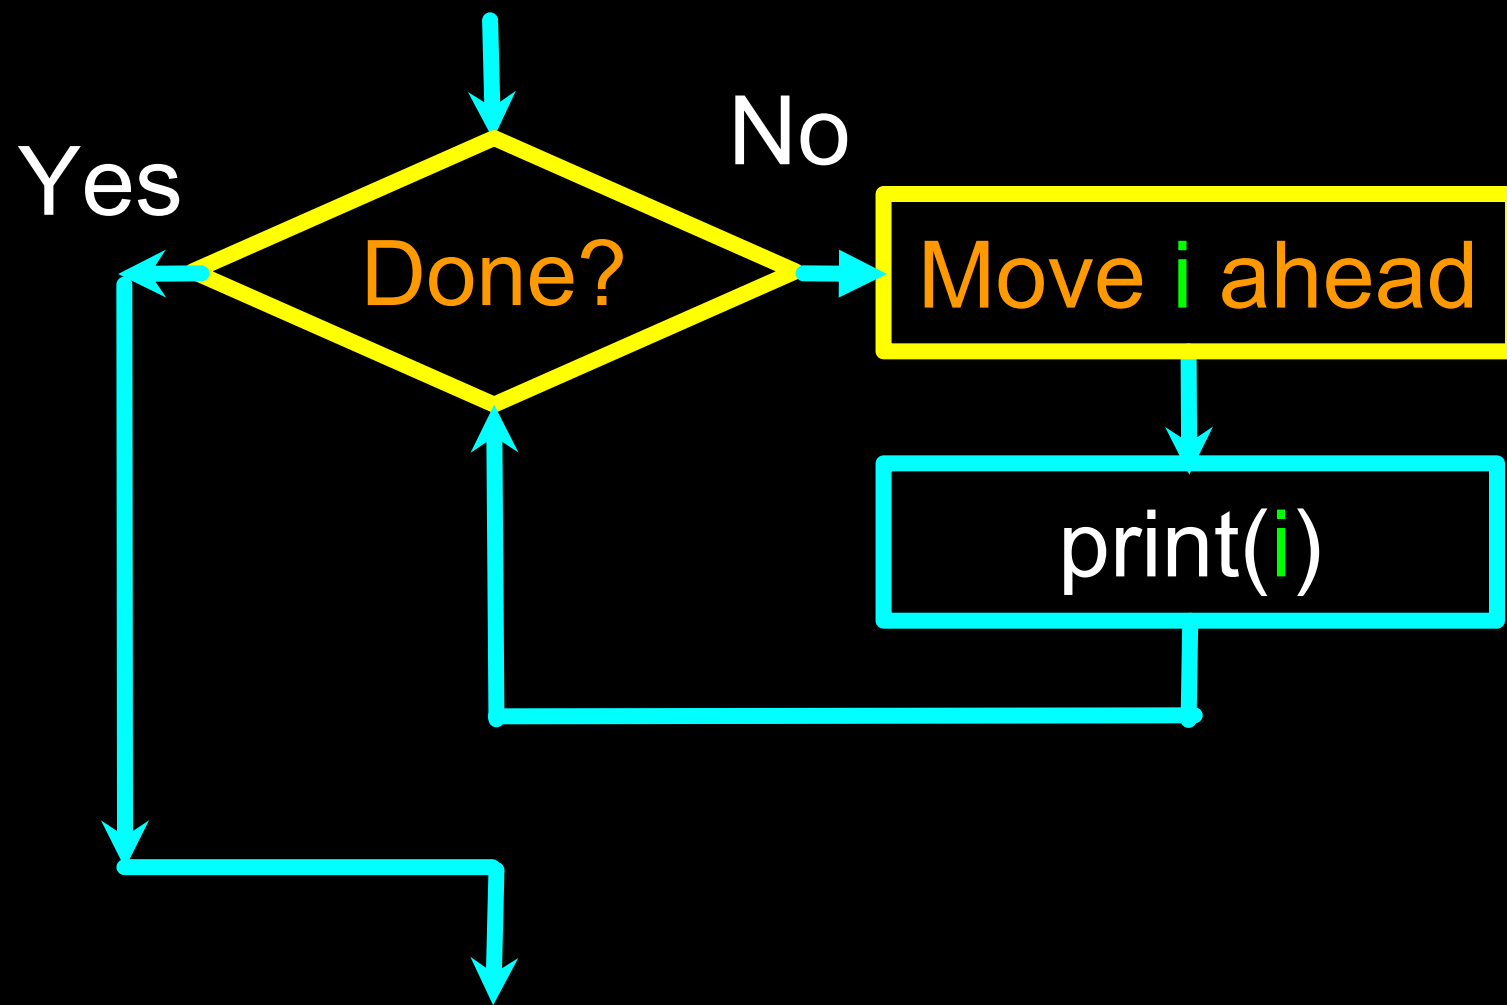 No
Yes
Done?
Move i ahead
print(i)